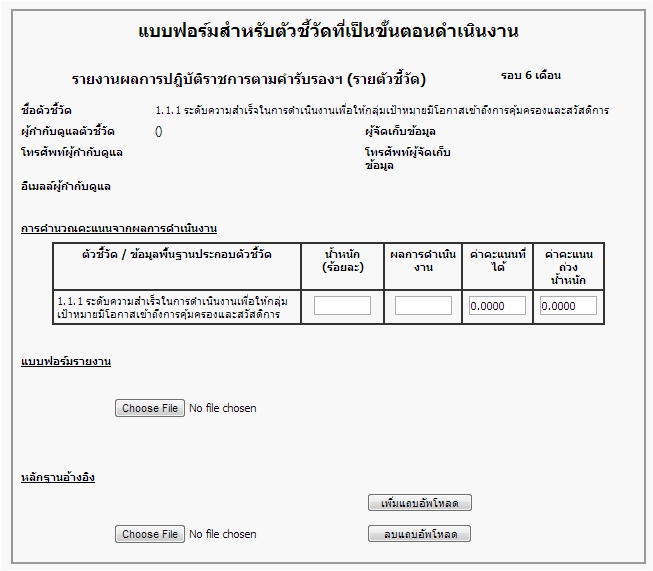 แบบฟอร์มสำหรับตัวชี้วัดที่เป็นขั้นตอนดำเนินงาน
รายงานผลการปฏิบัติราชการตามคำรับรองฯ (รายตัวชี้วัด) รอบ 6 เดือน
ชื่อตัวชี้วัด 1.1.1 ระดับความสำเร็จในการดำเนินงานเพื่อให้กลุ่มเป้าหมายมีโอกาสเข้าถึงการคุ้มครองและสวัสดิการ
ผู้กำกับดูแลตัวชี้วัด () ผู้จัดเก็บข้อมูล
โทรศัพท์ผู้กำกับดูแล โทรศัพท์ผู้จัดเก็บ
ข้อมูล
อีเมลล์ผู้กำกับดูแล
การคำนวณคะแนนจากผลการดำเนินงาน
ตัวชี้วัด / ข้อมูลพื้นฐานประกอบตัวชี้วัด น้ำหนัก ผลการดำเนิน ค่าคะแนนที่ ค่าคะแนน
(ร้อยละ) งาน ได้ ถ่วง
น้ำหนัก
1.1.1 ระดับความสำเร็จในการดำเนินงานเพื่อให้กลุ่ม 0.0000 0.0000
เป้าหมายมีโอกาสเข้าถึงการคุ้มครองและสวัสดิการ
แบบฟอร์มรายงาน
Choose File No file chosen
หลักฐานอ้างอิง
เพิ่มแถบอัพโหลด
Choose File No file chosen ลบแถบอัพโหลด